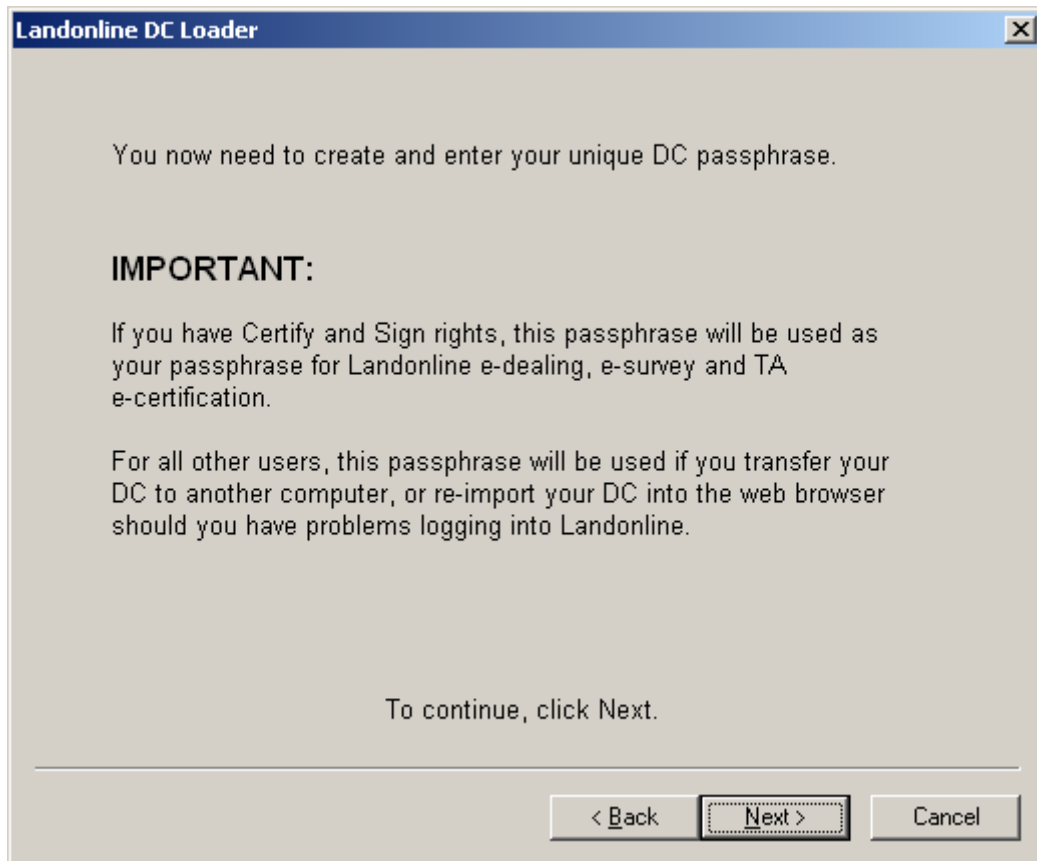 Landonline DC Loader
You now need to create and enter your unique DC passphrase.
IMPORTANT:
If you have Certify and Sign rights, this passphrase will be used as
your passphrase for Landonline e-dealing, e-survey and TA
e-certification.
For all other users, this passphrase will be used if you transfer your
DC to another computer, or re-import your DC into the web browser
should you have problems logging into Landonline.
To continue, click Next.
< Back Next > Cancel